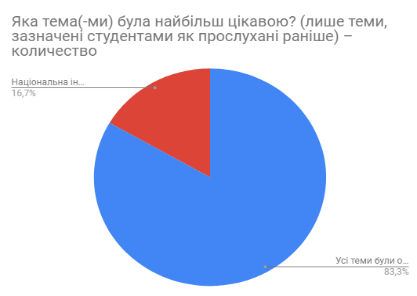 Яка тема(-ми) була найбільш цікавою? (лише теми,
зазначені студентами як прослухані раніше) –
количество
Національна ін...
16,7%
Усі теми були о...
83,3%